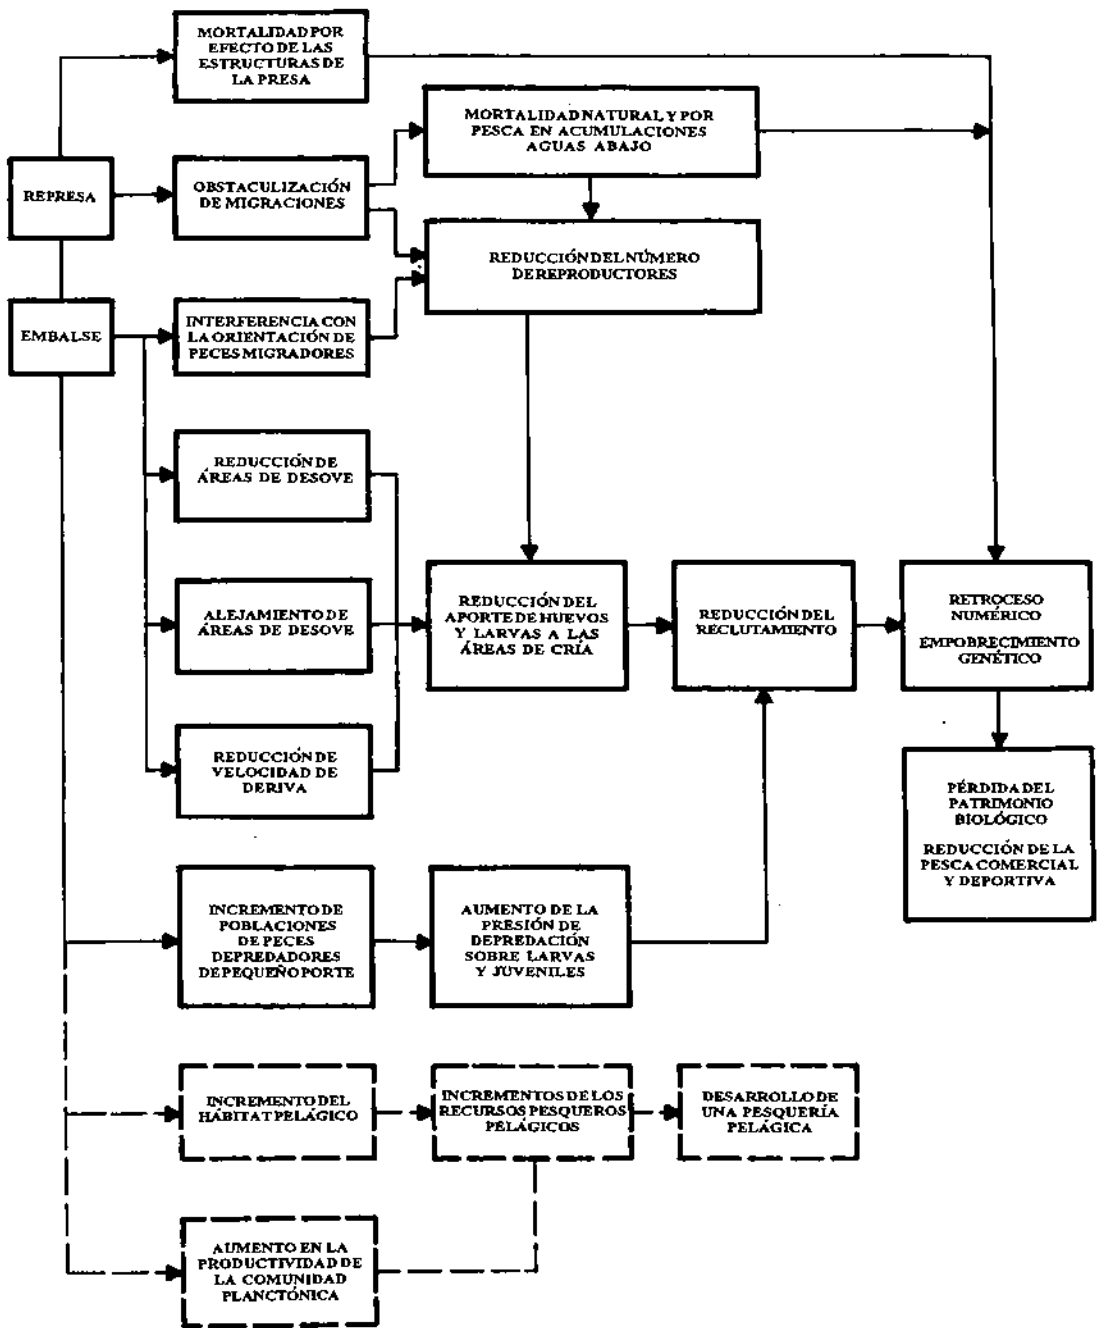 MORTALIDAD POR
EFECTO DE LAS
ESTRUCTURAS DE
LA PRESA
MORTALIDAD NATURAL Y POR
PESCA EN ACUMULACIONES
AGUAS ABAJO
REPRESA
OBSTACULIZACIÓN
DE MIGRACIONES
REDUCCIÓN DEL NÚMERO
DE REPRODUCTORES
EMBALSE
INTERFERENCIA CON
LA ORIENTACIÓN DE
PECES MIGRADORES
REDUCCIÓN DE
ÁREAS DE DESOVE
ALEJAMIENTO DE
ÁREAS DE DESOVE
REDUCCIÓN DEL
APORTE DE HUEVOS
Y LARVAS A LAS
ÁREAS DE CRÍA
REDUCCIÓN DEL
RECLUTAMIENTO
RETROCESO
NUMÉRICO
EMPOBRECIMIENTO
GENÉTICO
REDUCCIÓN DE
VELOCIDAD DE
DERIVA
PÉRDIDA DEL
PATRIMONIO
BIOLÓGICO
REDUCCIÓN DE LA
PESCA COMERCIAL
Y DEPORTIVA
INCREMENTO DE
POBLACIONES
DE PECES
DEPREDADORES
DE PEQUEÑO PORTE
AUMENTO DE LA
PRESIÓN DE
DEPREDACIÓN
SOBRE LARVAS
Y JUVENILES
INCREMENTO DEL
HÁBITAT PELÁGICO
INCREMENTOS DE LOS
RECURSOS PESQUEROS
PELÁGICOS
DESARROLLO DE
UNA PESQUERÍA
PELÁGICA
AUMENTO EN LA
PRODUCTIVIDAD DE
LA COMUNIDAD
PLANCTÓNICA